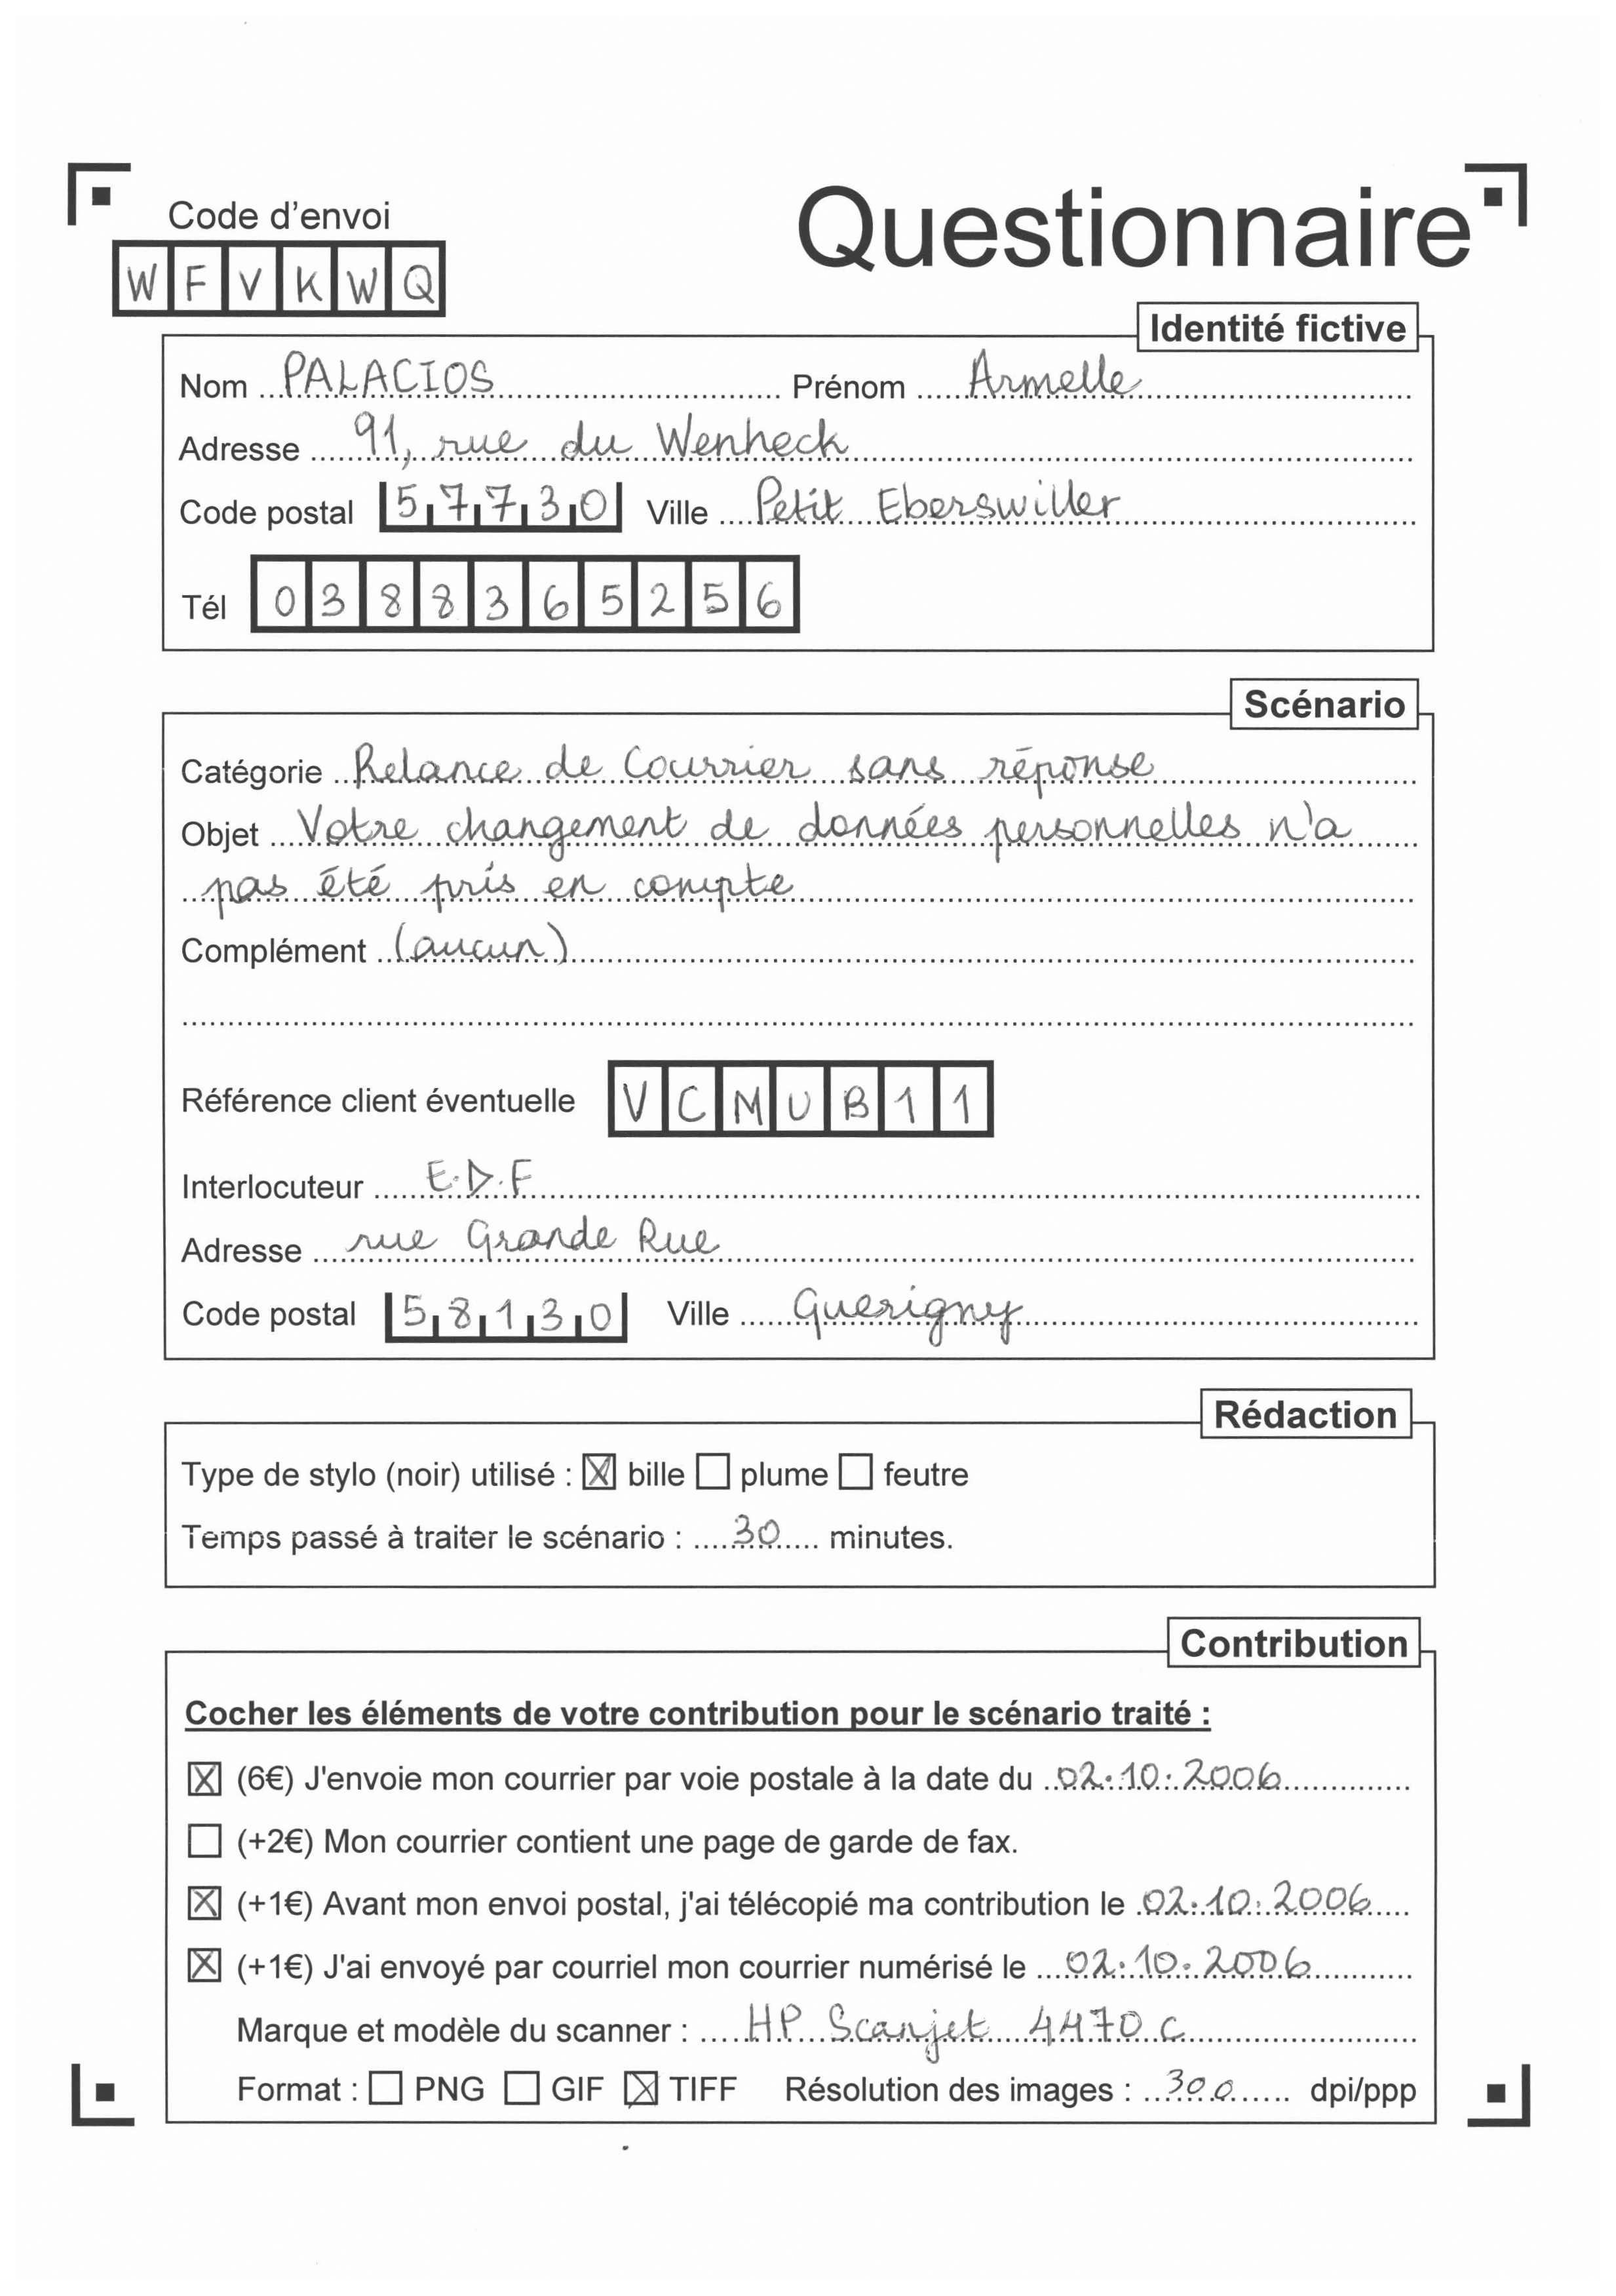 Code d'envoi
Questionnaire
W F V K W Q
Identité fictive
Nom PALACIOS Prénom Armelle
Adresse 91, rue du Wenheck
Code postal 57730 Ville Petit Eberswiller
Tél 0388365256
Scénario
Catégorie Relance de Courrier sans réponse
Objet Votre changement de données personnelles n'a
pas été pris en compte
Complément (aucun)
Référence client éventuelle VCMUB11
Interlocuteur E.D.F
Adresse rue Grande Rue
Code postal 58130 Ville Guerigny
Rédaction
Type de stylo (noir) utilisé : ☒ bille ☐ plume ☐ feutre
Temps passé à traiter le scénario : 30 minutes.
Contribution
Cocher les éléments de votre contribution pour le scénario traité :
☒ (6€) J'envoie mon courrier par voie postale à la date du 02.10.2006
☐ (+2€) Mon courrier contient une page de garde de fax.
☒ (+1€) Avant mon envoi postal, j'ai télécopié ma contribution le 02.10.2006
☒ (+1€) J'ai envoyé par courriel mon courrier numérisé le 02.10.2006
Marque et modèle du scanner : HP Scanjet 4470 c
Format : ☐ PNG ☐ GIF ☒ TIFF Résolution des images : 300 dpi/ppp